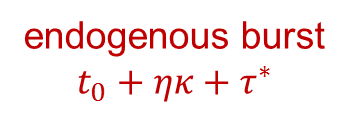 endogenous burst
t₀ + ηκ + τ*